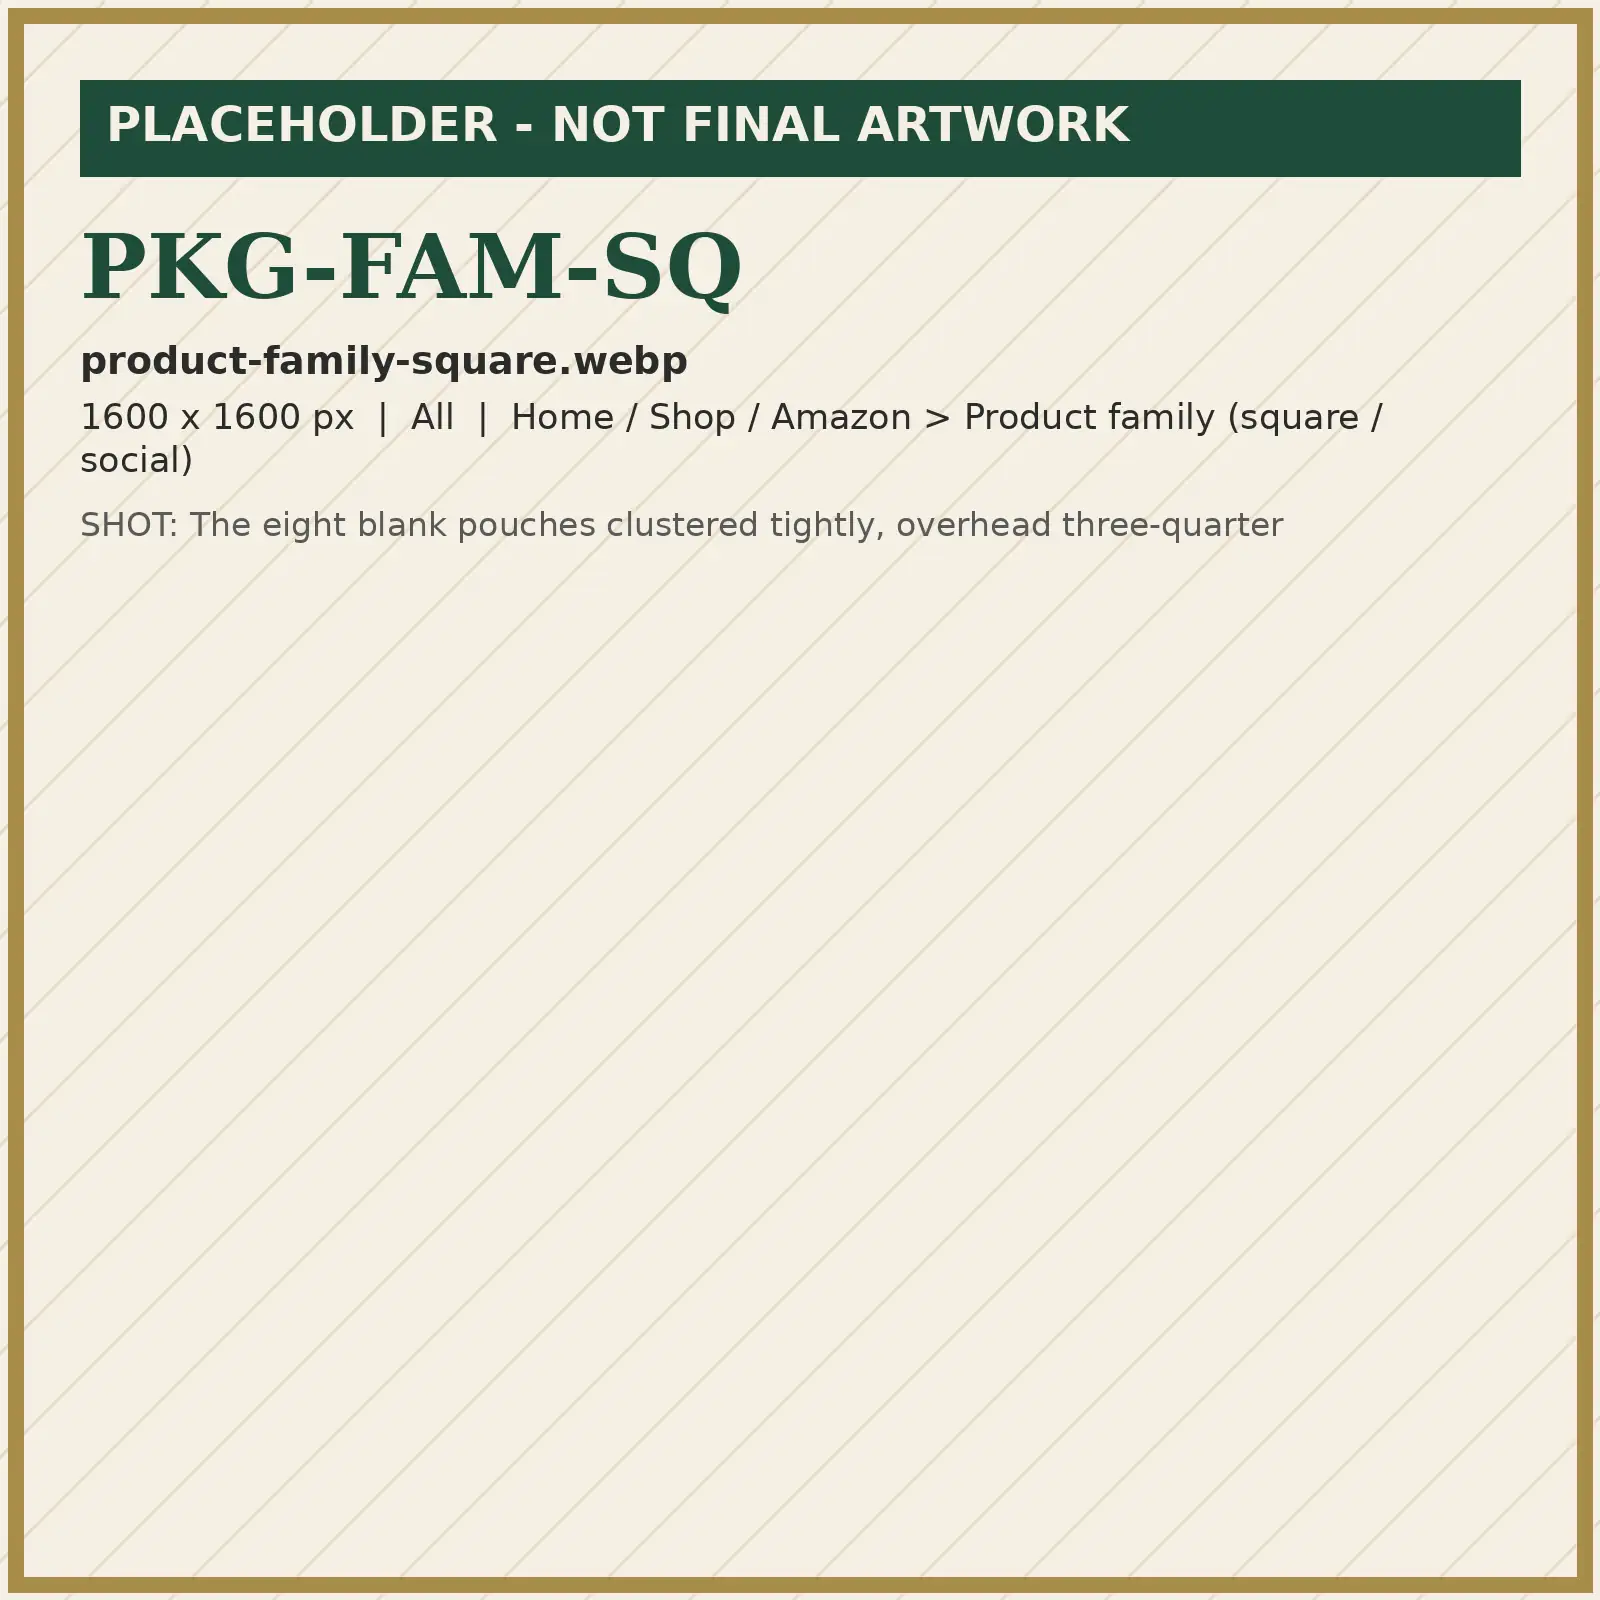 PLACEHOLDER - NOT FINAL ARTWORK
PKG-FAM-SQ
product-family-square.webp
1600 x 1600 px  |  All  |  Home / Shop / Amazon > Product family (square /
social)
SHOT: The eight blank pouches clustered tightly, overhead three-quarter